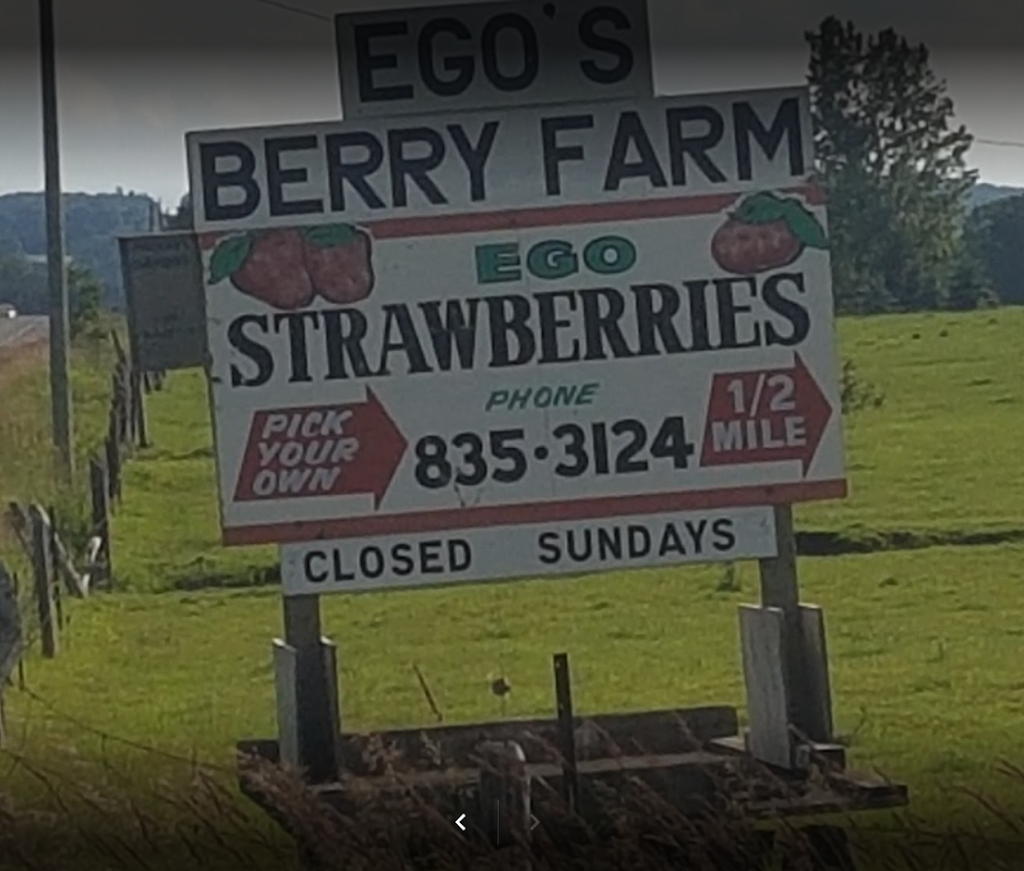 EGO'S
BERRY FARM
EGO
STRAWBERRIES
PHONE
PICK YOUR OWN
835·3124
1/2 MILE
CLOSED SUNDAYS